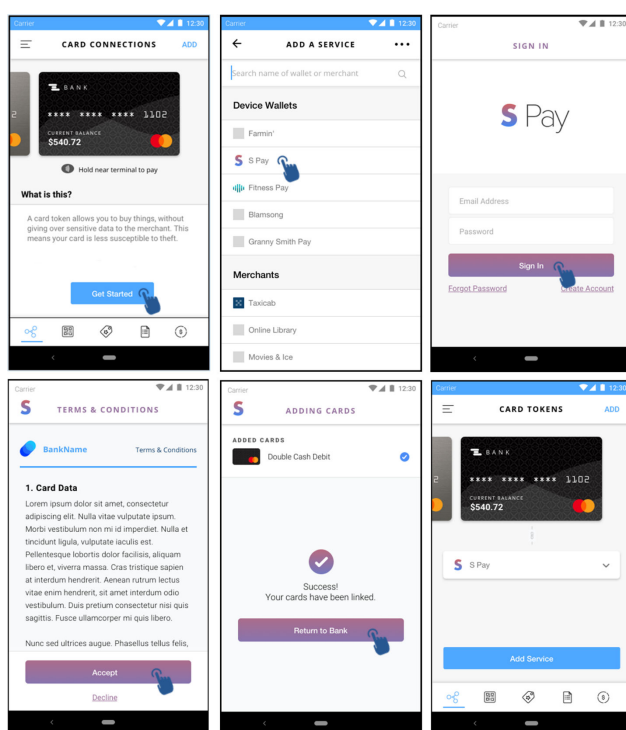 Carrier 12:30
CARD CONNECTIONS ADD
BANK
**** **** **** 1102
CURRENT BALANCE
$540.72
Hold near terminal to pay
What is this?
A card token allows you to buy things, without
giving over sensitive data to the merchant. This
means your card is less susceptible to theft.
Get Started
Carrier 12:30
ADD A SERVICE
Search name of wallet or merchant
Device Wallets
Farmin'
S S Pay
Fitness Pay
Blamsong
Granny Smith Pay
Merchants
Taxicab
Online Library
Movies & Ice
Carrier 12:30
SIGN IN
S Pay
Email Address
Password
Sign In
Forgot Password Create Account
Carrier 12:30
S TERMS & CONDITIONS
BankName Terms & Conditions
1. Card Data
Lorem ipsum dolor sit amet, consectetur
adipiscing elit. Nulla vitae vulputate ipsum.
Morbi vestibulum non mi id imperdiet. Nulla et
tincidunt ligula, vulputate iaculis est.
Pellentesque lobortis dolor facilisis, aliquam
libero et, viverra massa. Cras tristique sapien
at interdum hendrerit. Aenean rutrum lectus
vitae enim hendrerit, sit amet interdum odio
vestibulum. Duis pretium consectetur nisi quis
sagittis. Fusce ullamcorper mi quis libero.
Nunc sed ultrices augue. Phasellus tellus felis,
Accept
Decline
Carrier 12:30
S ADDING CARDS
ADDED CARDS
Double Cash Debit
Success!
Your cards have been linked.
Return to Bank
Carrier 12:30
CARD TOKENS ADD
2
BANK
**** **** **** 1102
CURRENT BALANCE
$540.72
S S Pay
Add Service